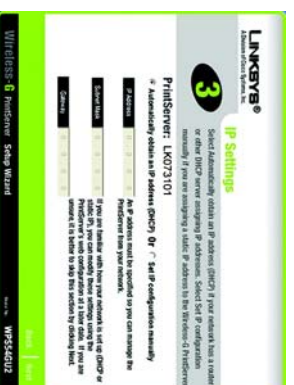 LINKSYS®
A Division of Cisco Systems, Inc.
3
IP Settings
Select Automatically obtain an IP address (DHCP) if your network has a router
or other DHCP server assigning IP addresses. Select Set IP configuration
manually if you are assigning a static IP address to the Wireless-G PrintServer.
PrintServer: LK073101
Automatically obtain an IP address (DHCP) Or Set IP configuration manually
IP Address
An IP address must be specified so you can manage the
PrintServer from your network.
Subnet Mask
If you are familiar with how your network is set up (DHCP or
static IP), you can modify these settings using the
PrintServer's web configuration at a later date. If you are
unsure, it is better to skip this section by clicking next.
Gateway
Wireless-G PrintServer Setup Wizard
WPS54GU2